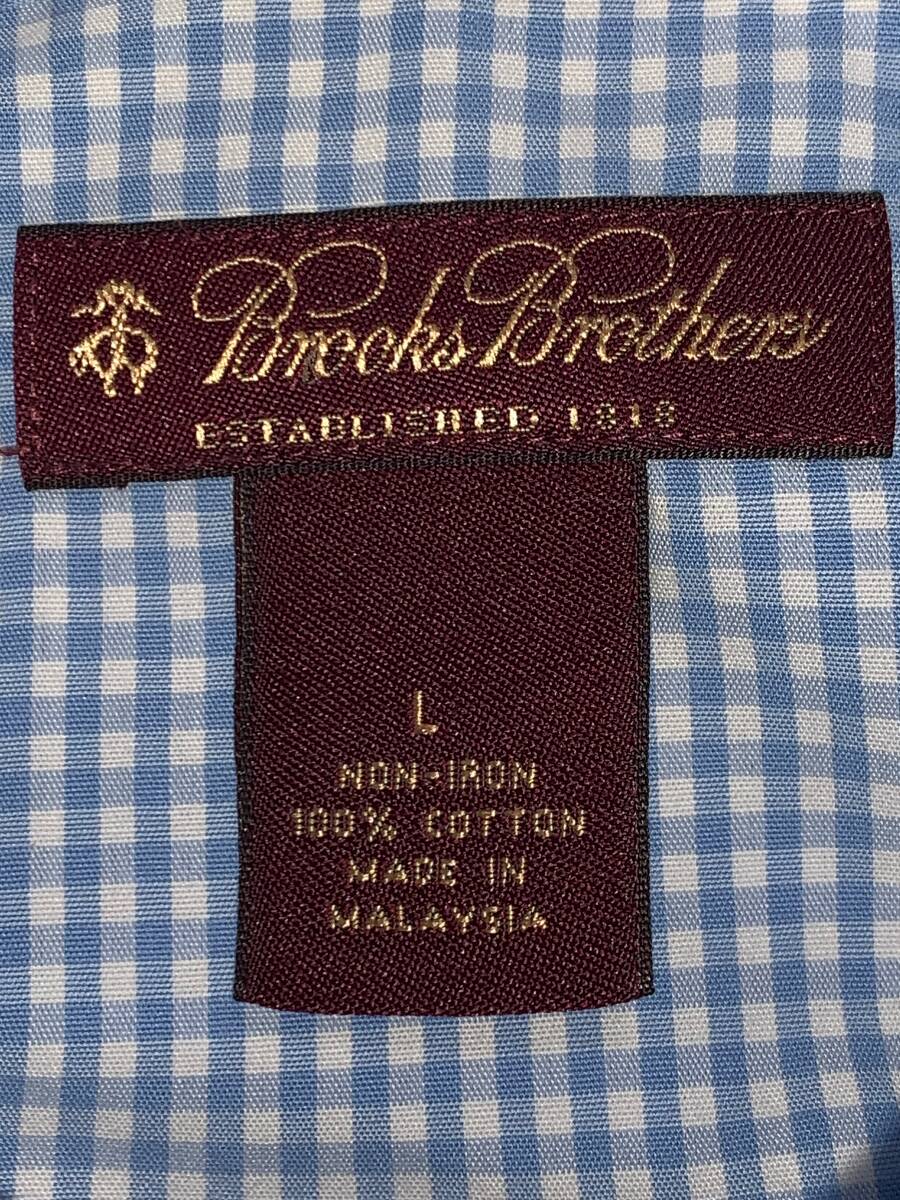 Brooks Brothers
ESTABLISHED 1818
L
NON-IRON
100% COTTON
MADE IN
MALAYSIA